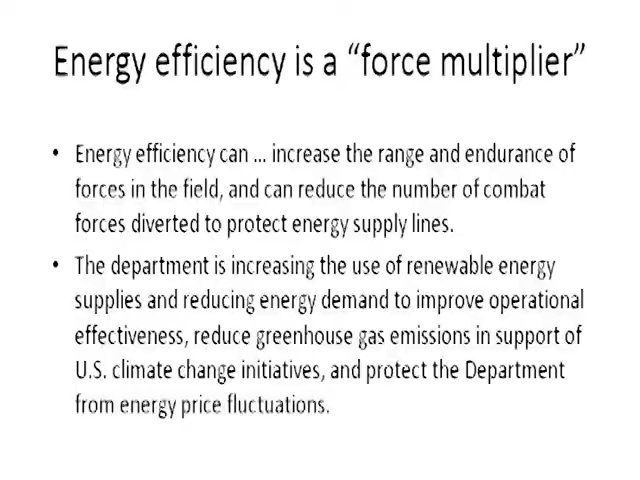 Energy efficiency is a “force multiplier”
• Energy efficiency can ... increase the range and endurance of
forces in the field, and can reduce the number of combat
forces diverted to protect energy supply lines.
• The department is increasing the use of renewable energy
supplies and reducing energy demand to improve operational
effectiveness, reduce greenhouse gas emissions in support of
U.S. climate change initiatives, and protect the Department
from energy price fluctuations.